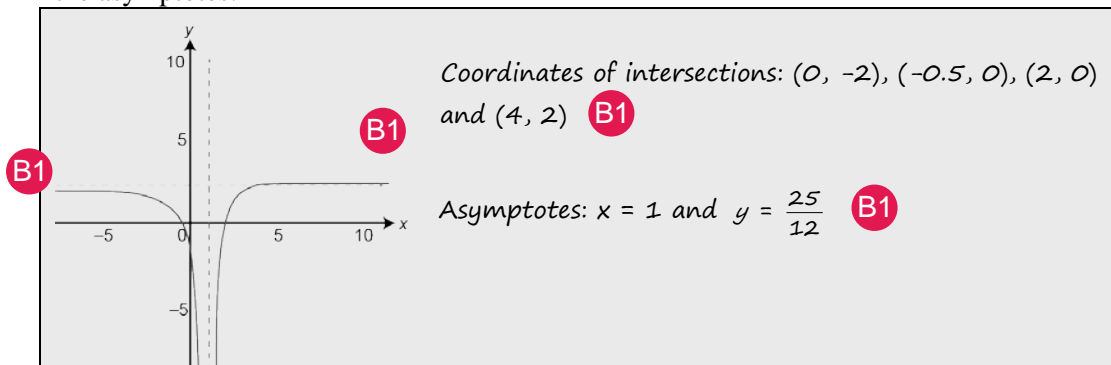 y
10
Coordinates of intersections: (0, -2), (-0.5, 0), (2, 0)
and (4, 2) B1
B1
5
B1
Asymptotes: x = 1 and y = 25/12 B1
-5 0 5 10 x
-5